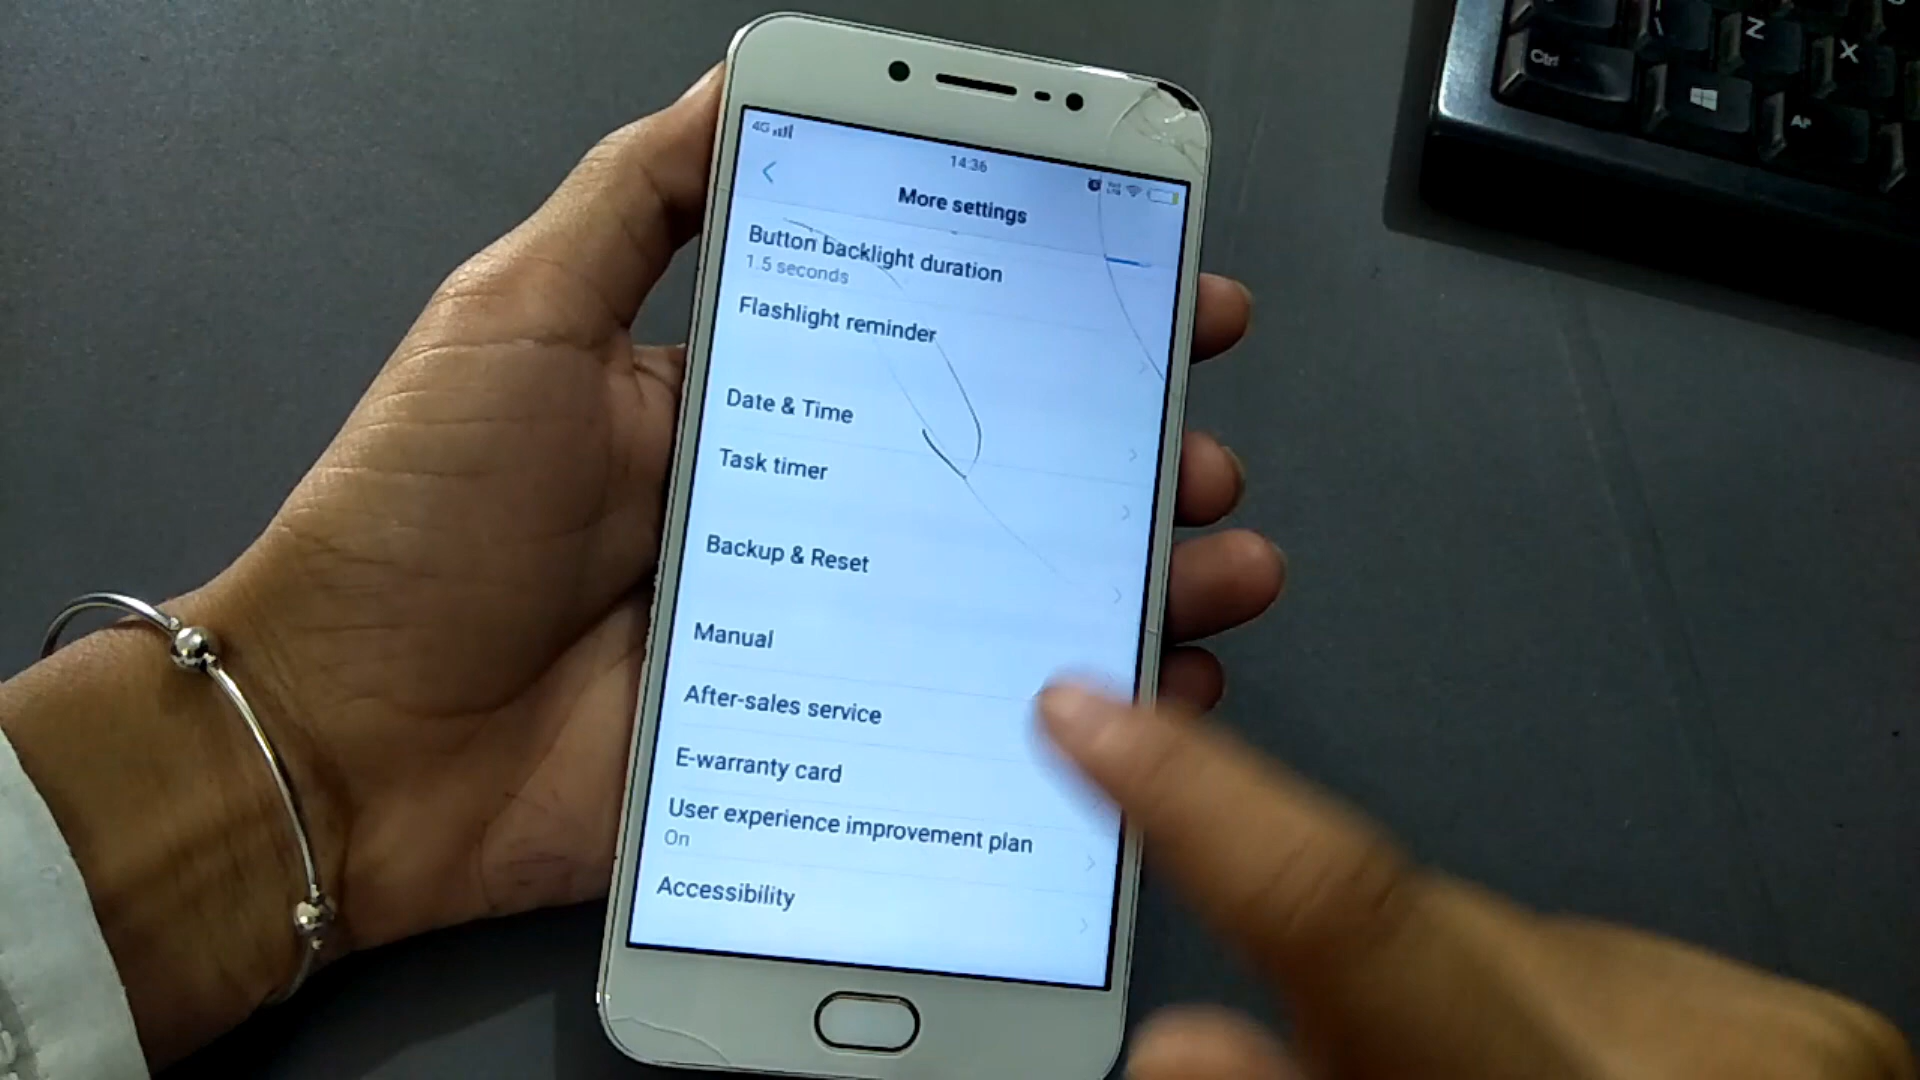 4G
14:36
More settings
Button backlight duration
1.5 seconds
Flashlight reminder
Date & Time
Task timer
Backup & Reset
Manual
After-sales service
E-warranty card
User experience improvement plan
On
Accessibility
Ctrl
Z
X